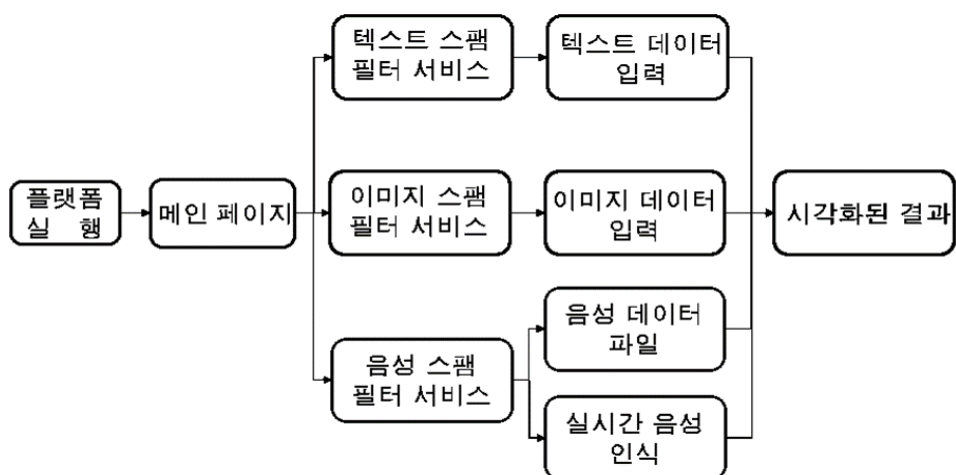 텍스트 스팸
필터 서비스
텍스트 데이터
입력
플랫폼
실 행
메인 페이지
이미지 스팸
필터 서비스
이미지 데이터
입력
시각화된 결과
음성 스팸
필터 서비스
음성 데이터
파일
실시간 음성
인식